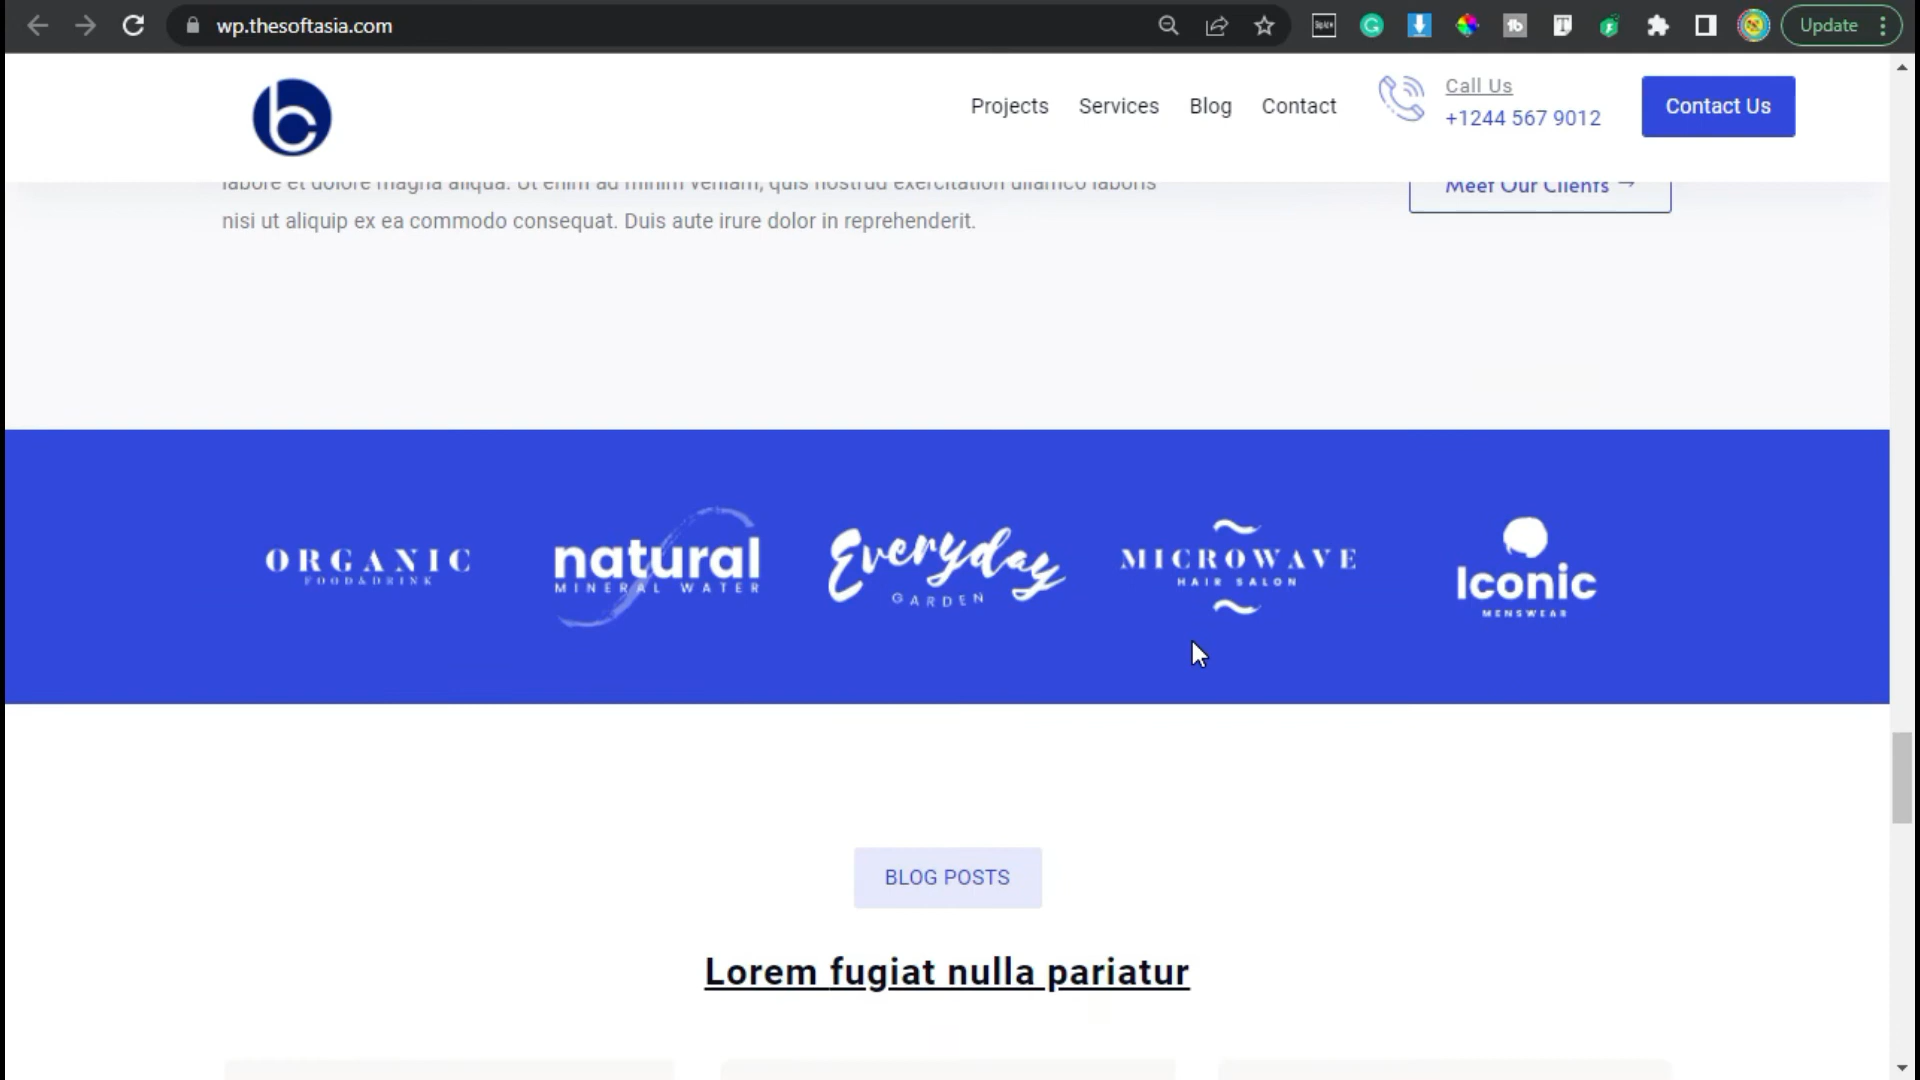 wp.thesoftasia.com
Update
Projects Services Blog Contact
Call Us
+1244 567 9012
Contact Us
labore et dolore magna aliqua. Ut enim ad minim veniam, quis nostrud exercitation ullamco laboris
Meet Our Clients →
nisi ut aliquip ex ea commodo consequat. Duis aute irure dolor in reprehenderit.
ORGANIC
FOOD&DRINK
natural
MINERAL WATER
Everyday
GARDEN
MICROWAVE
HAIR SALON
Iconic
MENSWEAR
BLOG POSTS
Lorem fugiat nulla pariatur